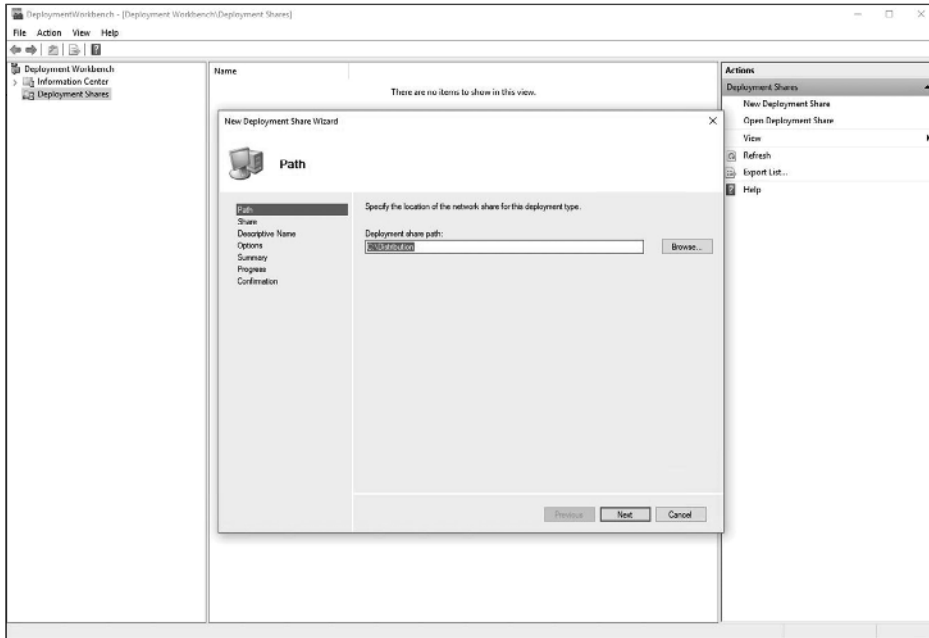 DeploymentWorkbench - [Deployment Workbench\Deployment Shares]
File Action View Help
Deployment Workbench
Information Center
Deployment Shares
Name
There are no items to show in this view.
Actions
Deployment Shares
New Deployment Share
Open Deployment Share
View
Refresh
Export List...
Help
New Deployment Share Wizard
Path
Path
Share
Descriptive Name
Options
Summary
Progress
Confirmation
Specify the location of the network share for this deployment type.
Deployment share path:
C:\Distribution
Browse...
Previous Next Cancel